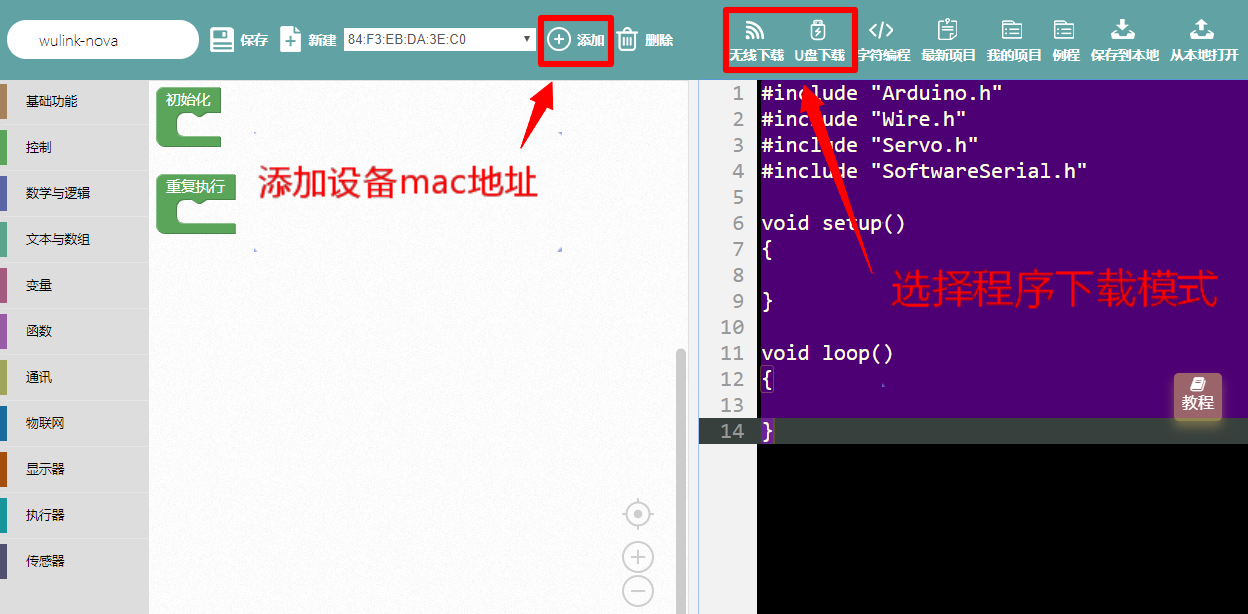 wulink-nova
保存
新建
84:F3:EB:DA:3E:C0
添加
删除
无线下载
U盘下载
字符编程
最新项目
我的项目
例程
保存到本地
从本地打开
基础功能
控制
数学与逻辑
文本与数组
变量
函数
通讯
物联网
显示器
执行器
传感器
初始化
重复执行
添加设备mac地址
1 #include "Arduino.h"
2 #include "Wire.h"
3 #include "Servo.h"
4 #include "SoftwareSerial.h"
5
6 void setup()
7 {
8
9 }
10
11 void loop()
12 {
13
14 }
选择程序下载模式
教程